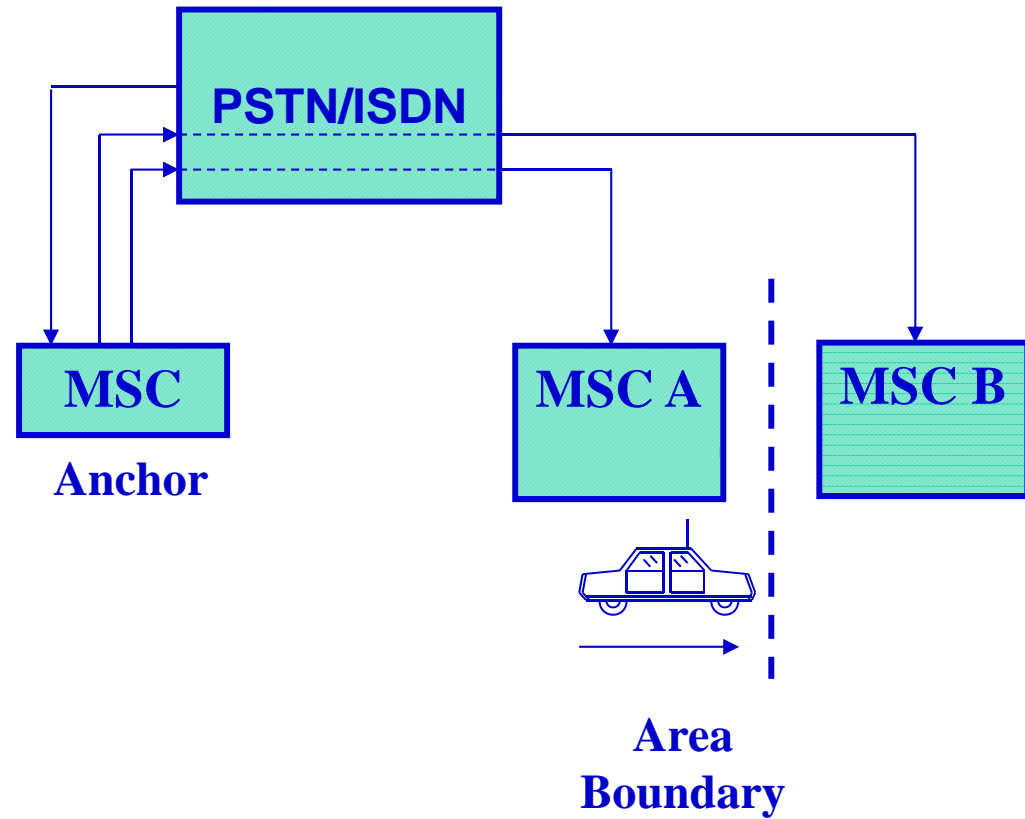 PSTN/ISDN
MSC
Anchor
MSC A
MSC B
Area
Boundary